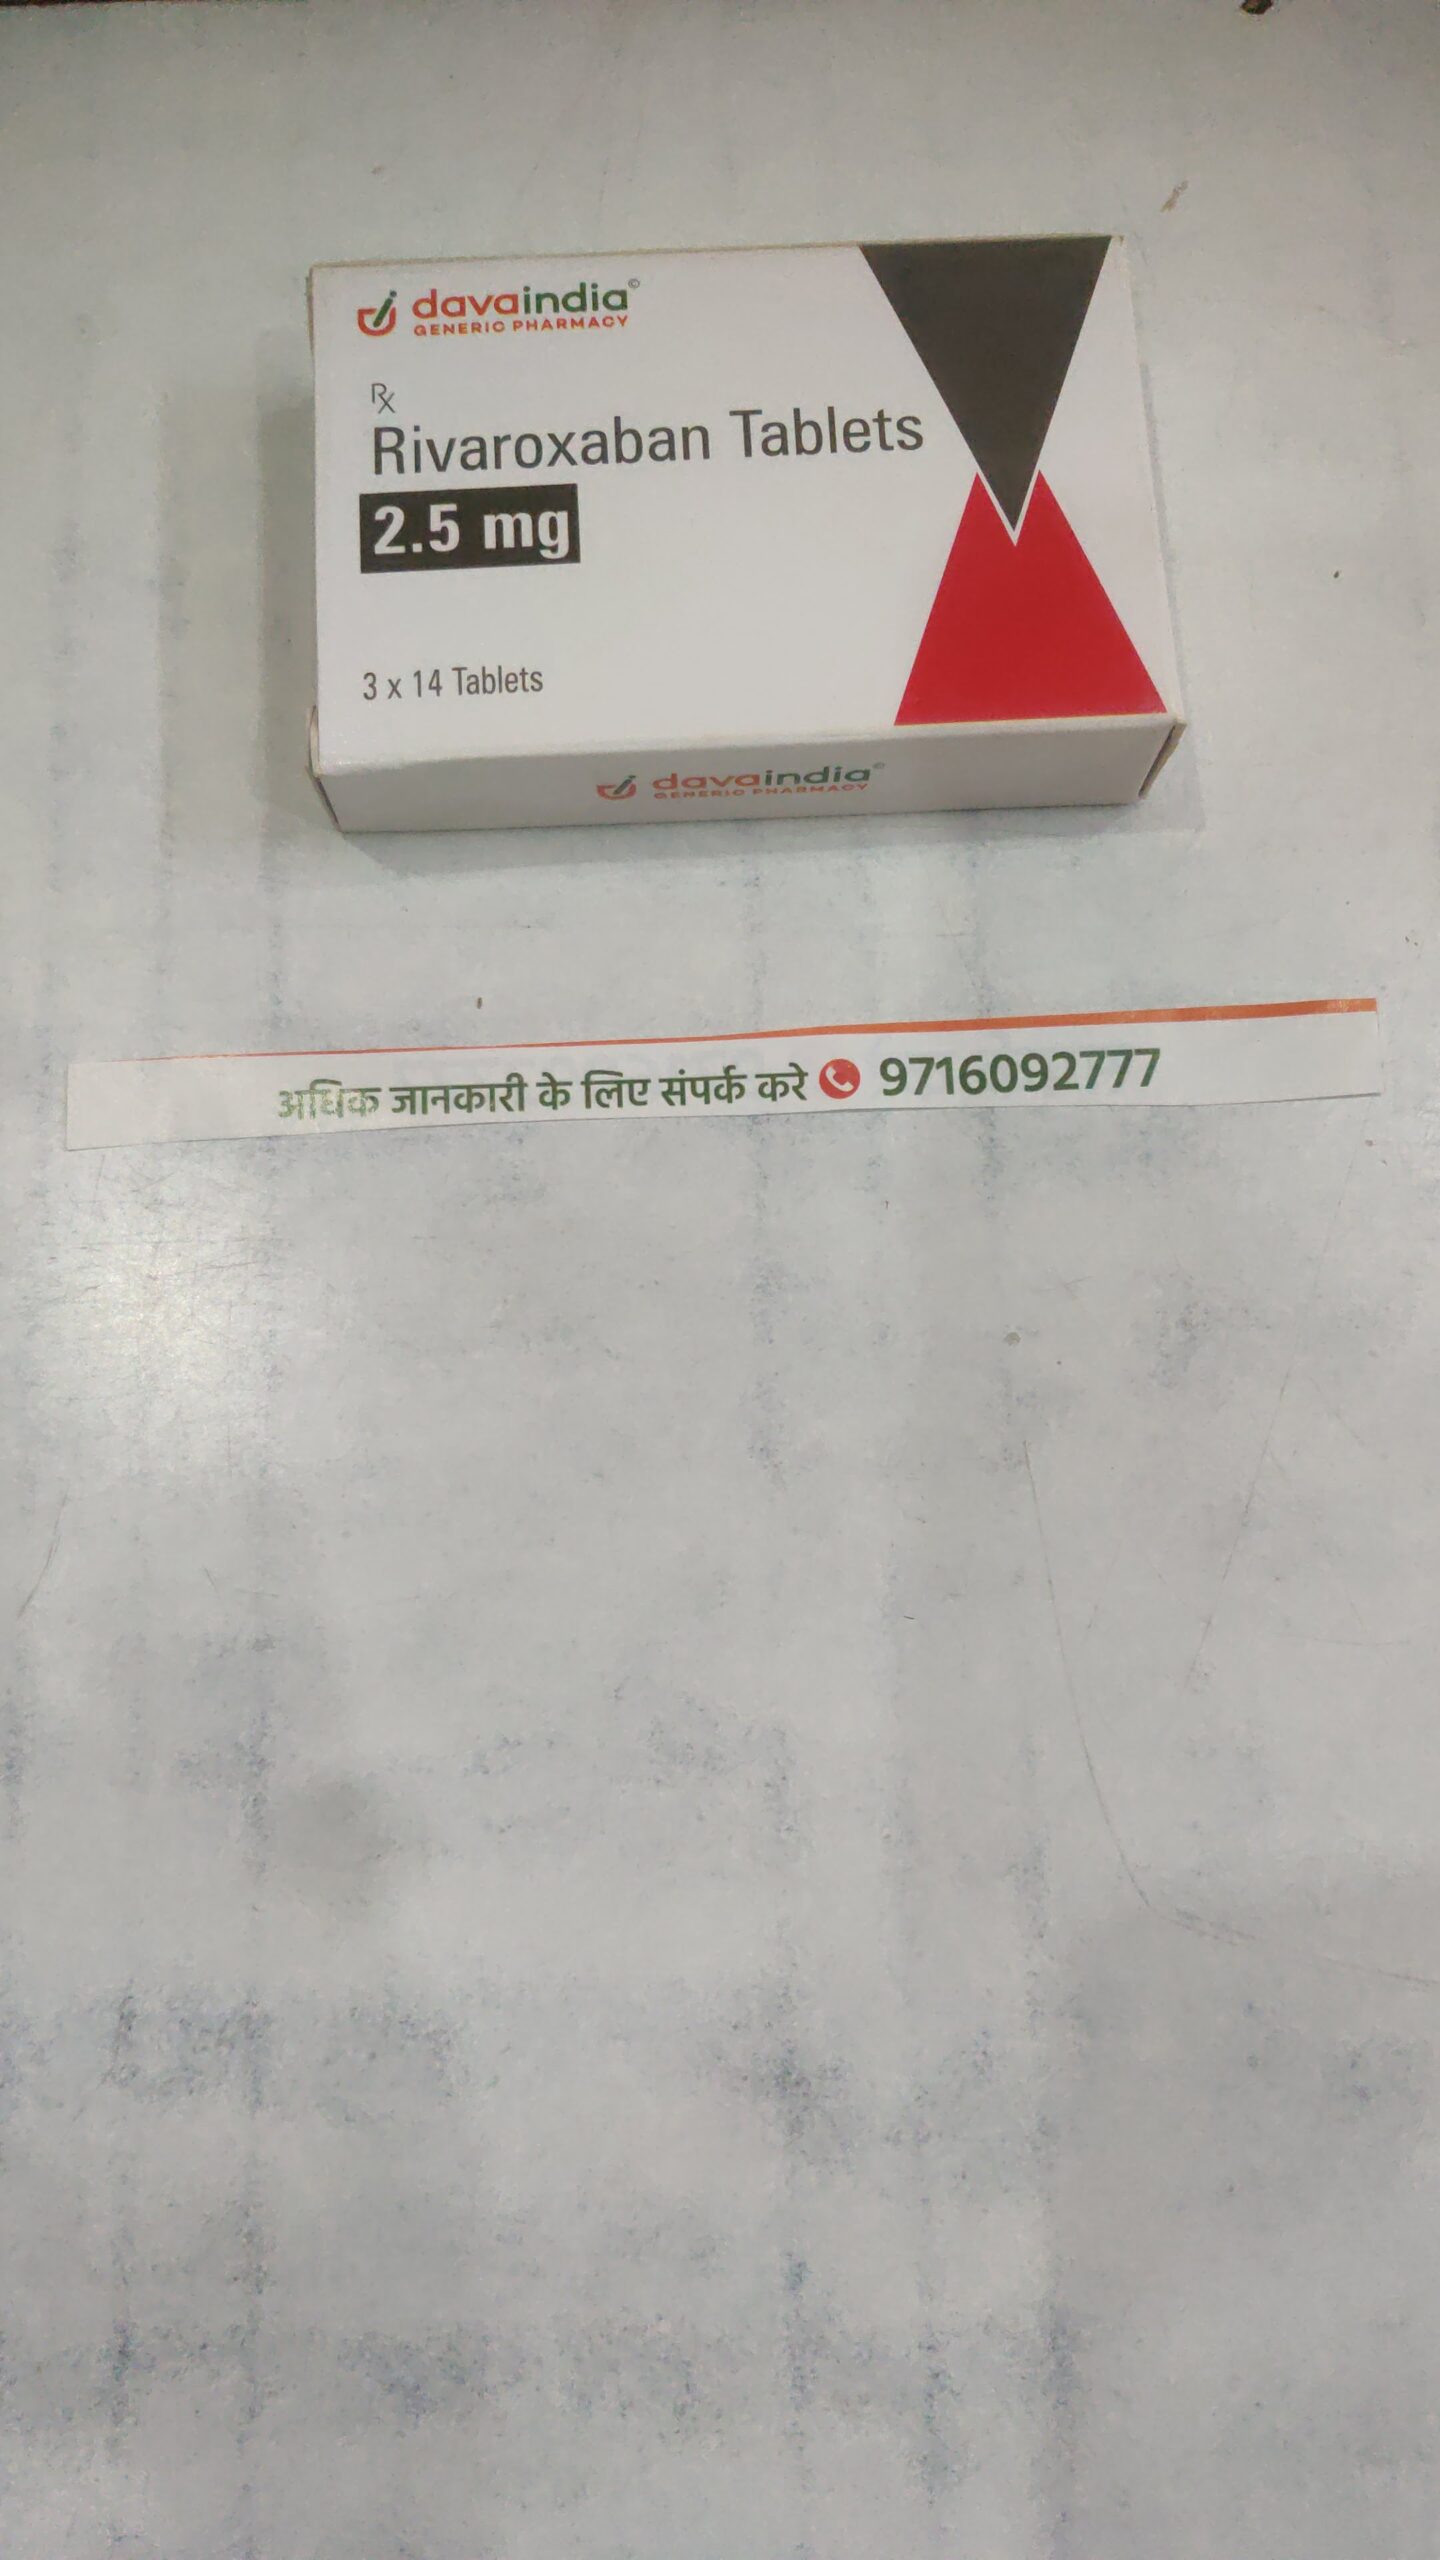 davaindia©
GENERIC PHARMACY
Rx
Rivaroxaban Tablets
2.5 mg
3 x 14 Tablets
davaindia©
GENERIC PHARMACY
अधिक जानकारी के लिए संपर्क करे 9716092777